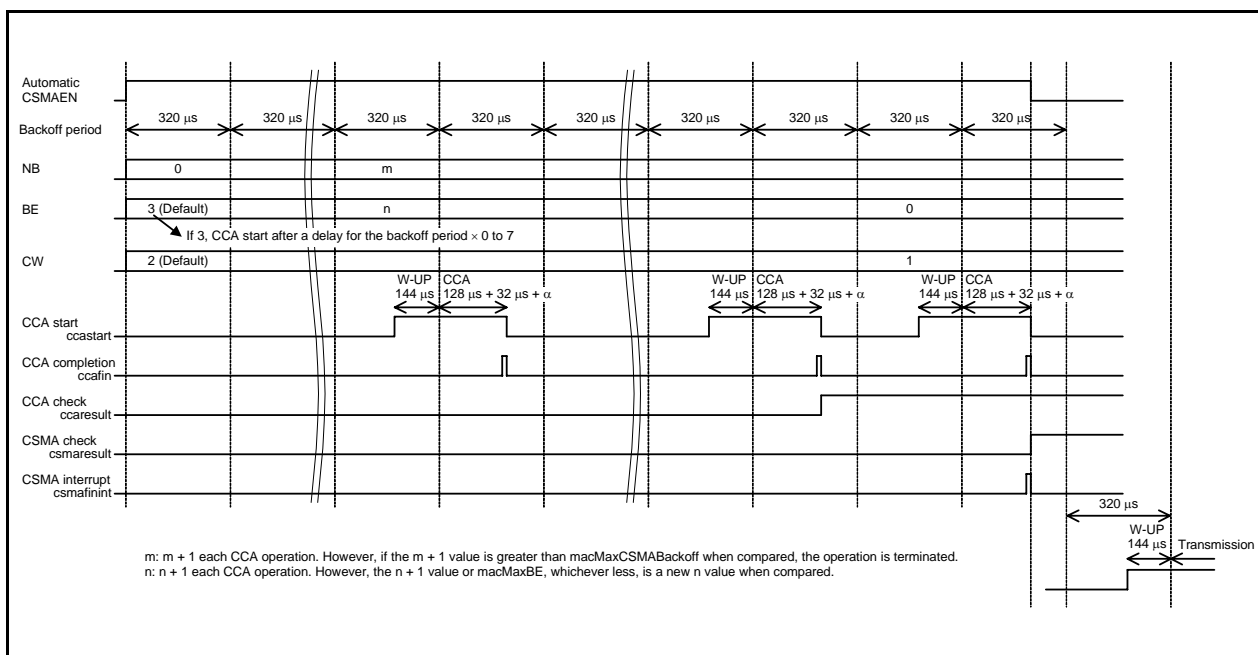 Automatic
CSMAEN
Backoff period
320 μs 320 μs 320 μs 320 μs 320 μs 320 μs 320 μs 320 μs 320 μs
NB
0 m
BE
3 (Default) n 0
If 3, CCA start after a delay for the backoff period × 0 to 7
CW
2 (Default) 1
W-UP CCA W-UP CCA W-UP CCA
144 μs 128 μs + 32 μs + α 144 μs 128 μs + 32 μs + α 144 μs 128 μs + 32 μs + α
CCA start
ccastart
CCA completion
ccafin
CCA check
ccaresult
CSMA check
csmaresult
CSMA interrupt
csmafinint
320 μs
W-UP
144 μs Transmission
m: m + 1 each CCA operation. However, if the m + 1 value is greater than macMaxCSMABackoff when compared, the operation is terminated.
n: n + 1 each CCA operation. However, the n + 1 value or macMaxBE, whichever less, is a new n value when compared.